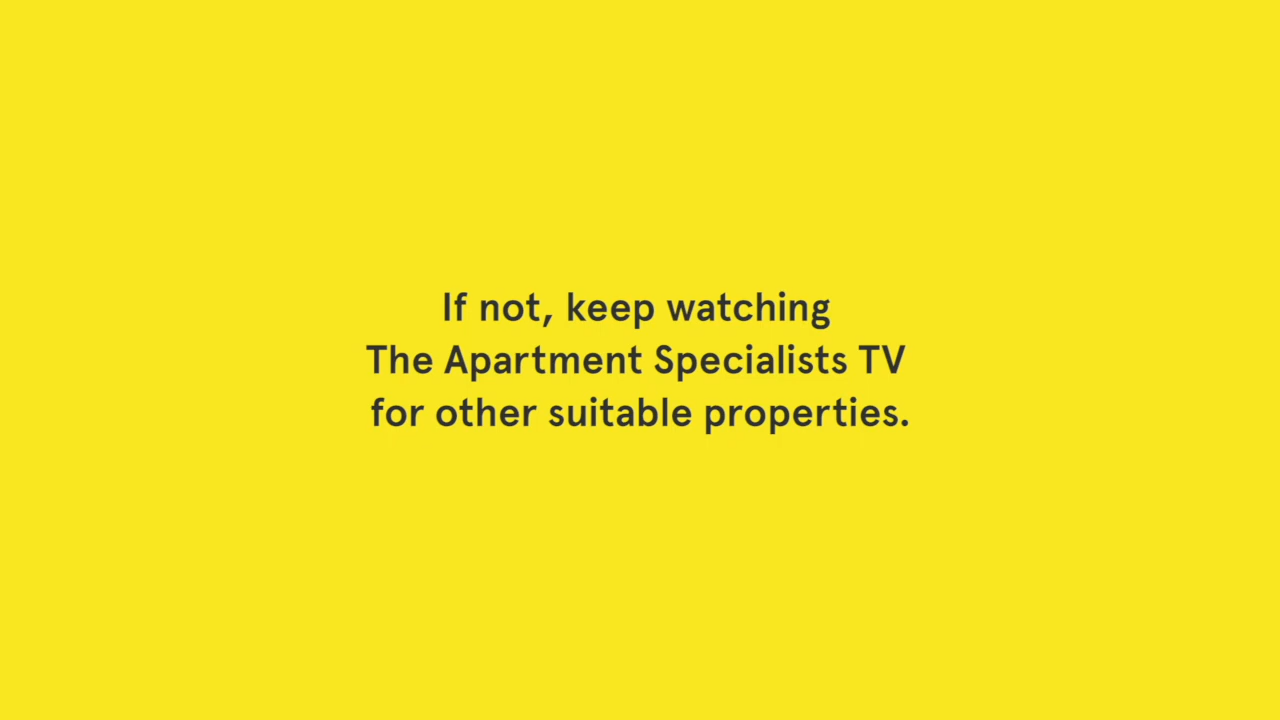 If not, keep watching
The Apartment Specialists TV
for other suitable properties.